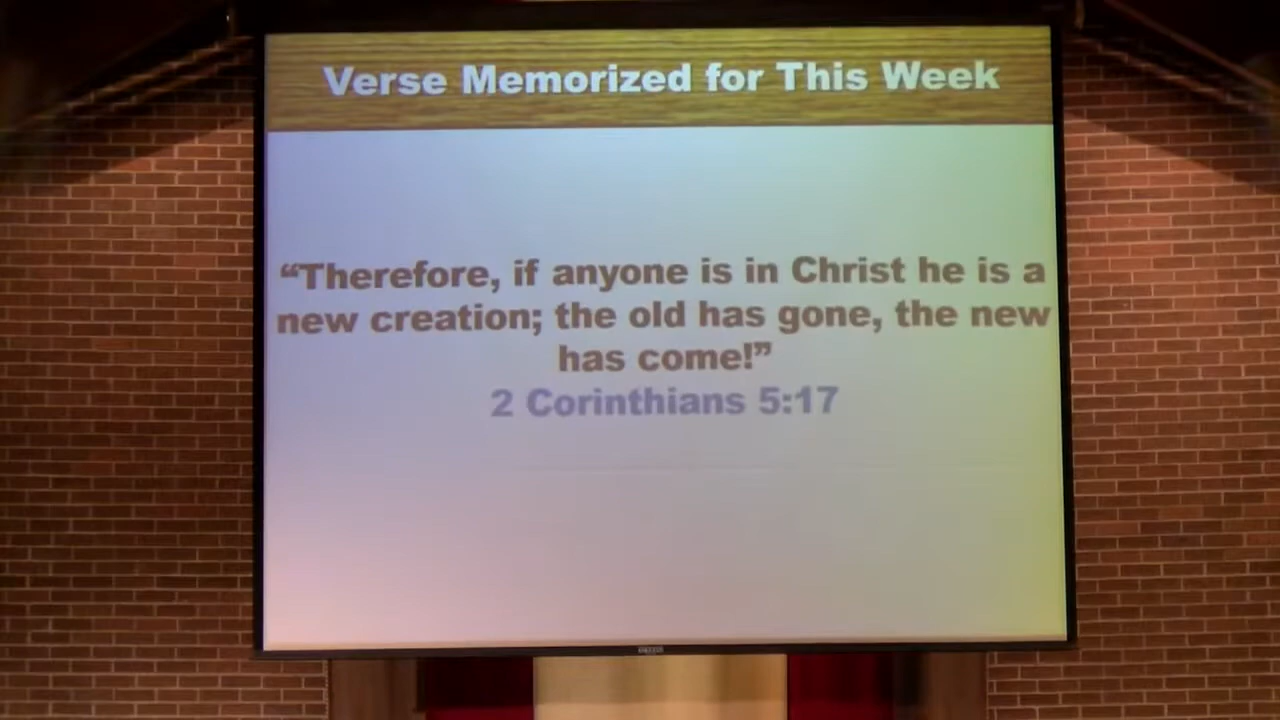 Verse Memorized for This Week
“Therefore, if anyone is in Christ he is a
new creation; the old has gone, the new
has come!”
2 Corinthians 5:17